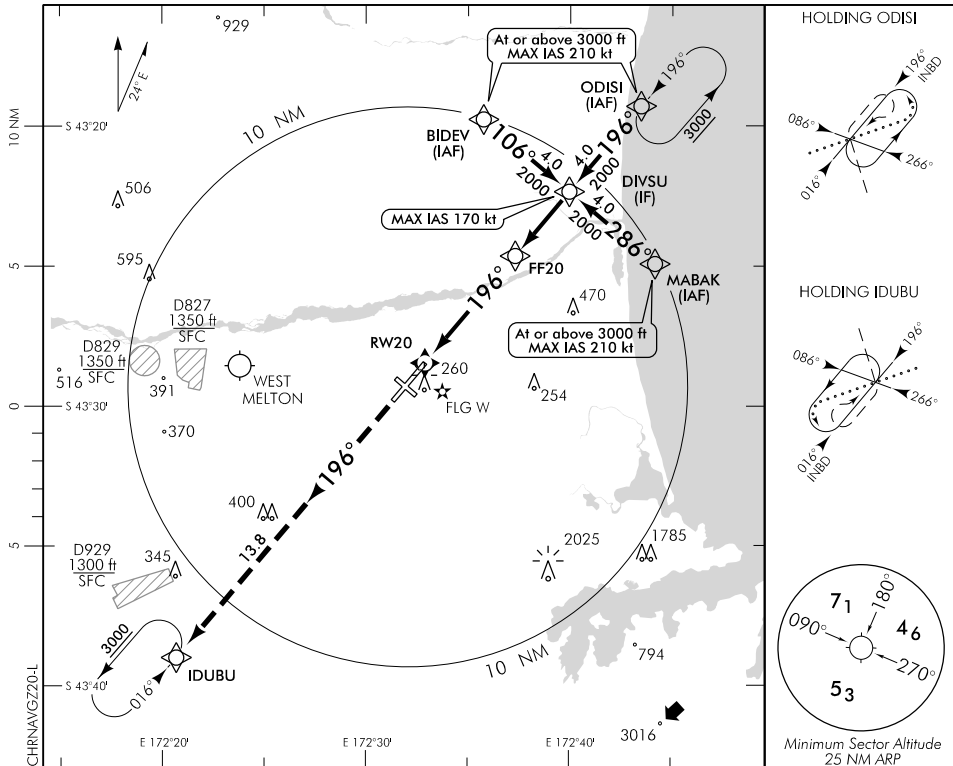 929
24° E
10 NM
S 43°20'
10 NM
At or above 3000 ft
MAX IAS 210 kt
ODISI
(IAF)
196°
3000
BIDEV
(IAF)
106°
4.0
2000
196°
4.0
2000
DIVSU
(IF)
4.0
2000
286°
MAX IAS 170 kt
506
595
5
FF20
MABAK
(IAF)
196°
470
At or above 3000 ft
MAX IAS 210 kt
D827
1350 ft
SFC
D829
1350 ft
SFC
RW20
260
WEST
MELTON
516
391
FLG W
254
0
S 43°30'
370
196°
400
13.8
5
D929
1300 ft
SFC
345
2025
1785
3000
016°
IDUBU
10 NM
794
S 43°40'
3016
E 172°20'
E 172°30'
E 172°40'
CHRNAVGZ20-L
HOLDING ODISI
196°
INBD
086°
266°
016°
HOLDING IDUBU
196°
086°
266°
016°
INBD
71
180°
090°
46
270°
53
Minimum Sector Altitude
25 NM ARP